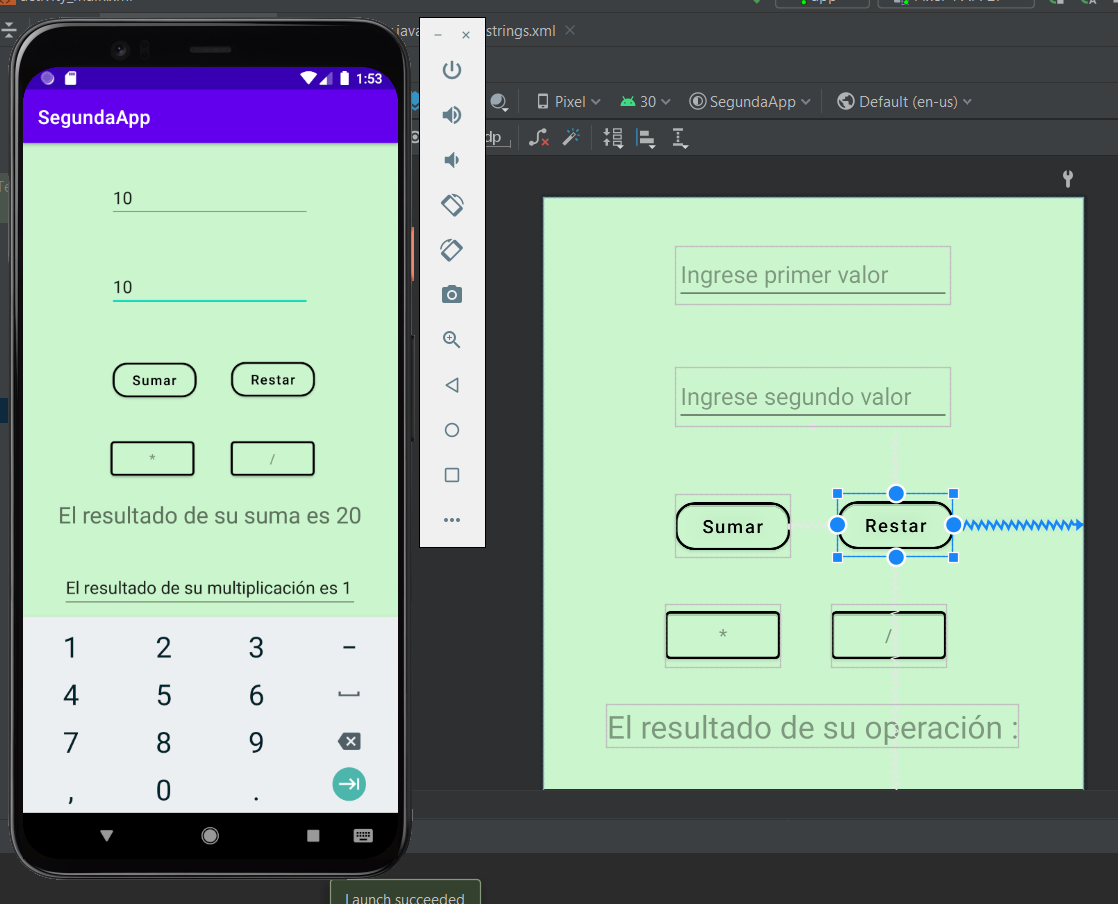 strings.xml
1:53
SegundaApp
10
10
Sumar
Restar
*
/
El resultado de su suma es 20
El resultado de su multiplicación es 1
1
2
3
–
4
5
6
7
8
9
,
0
.
Pixel
30
SegundaApp
Default (en-us)
dp
Ingrese primer valor
Ingrese segundo valor
Sumar
Restar
*
/
El resultado de su operación :
Launch succeeded